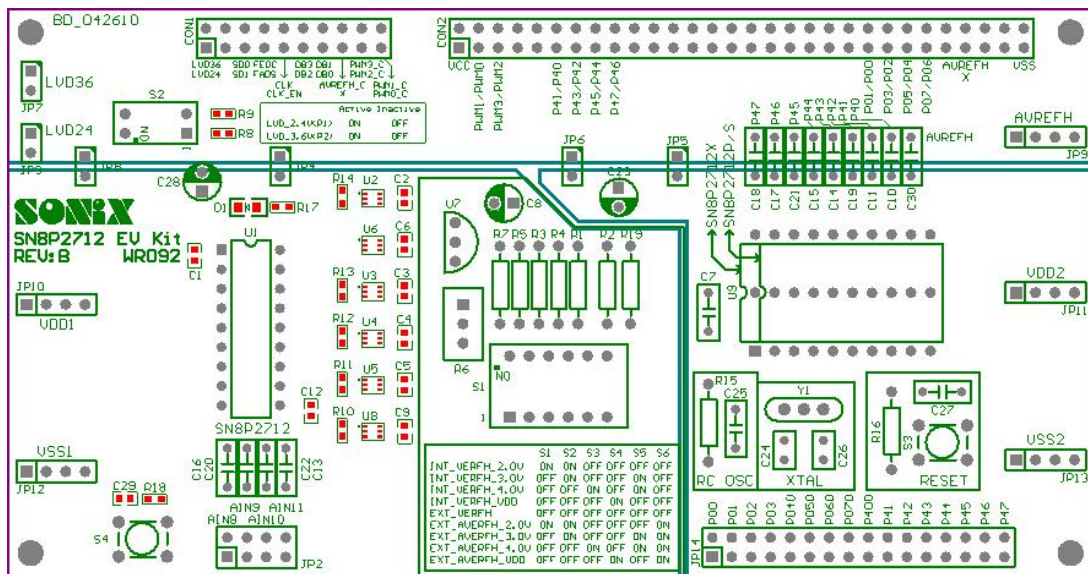 BD_042610
CON1
CON2
LVD36 SDO FEDC DB3 DB1 PWM3_C
LVD24 SDI FADS DB2 DB0 PWM2_C
CLK AVREFH_C PWM1_C
CLK_EN X PWM0_C
VCC
PWM1/PWM0
PWM3/PWM2
P41/P40
P43/P42
P45/P44
P47/P46
P01/P00
P03/P02
P05/P04
P07/P06
AVREFH
X
VSS
LVD36
JP7
S2
ON
1
R9
R8
Active Inactive
LVD_2.4V(P1) ON OFF
LVD_3.6V(P2) ON OFF
LVD24
JP3
JP8
JP4
JP6
JP5
P47
P46
P45
P44
P43
P42
P41
P40
AVREFH
AVREFH
JP9
C18
C17
C21
C15
C14
C19
C11
C10
C30
SN8P2712X
SN8P2712P/S
C28
C23
SONiX
SN8P2712 EV Kit
REV:B WR092
D1
R17
U1
C1
R14 U2 C2
U6 C6
R13 U3 C3
R12 U4 C4
R11 U5 C5
R10 U8 C9
C12
U7
C8
R7 R5 R3 R4 R1 R2 R19
R6
S1
NO
1
C7
U9
JP10
VDD1
VDD2
JP11
SN8P2712
C16
C20
C22
C13
AIN9 AIN11
AIN8 AIN10
JP2
VSS1
JP12
C29
R18
S4
S1 S2 S3 S4 S5 S6
INT_VERFH_2.0V ON ON OFF OFF OFF OFF
INT_VERFH_3.0V OFF ON ON OFF OFF OFF
INT_VERFH_4.0V OFF OFF ON ON OFF OFF
INT_VERFH_VDD OFF OFF OFF ON OFF OFF
EXT_VERFH OFF OFF OFF OFF ON OFF
EXT_AVERFH_2.0V ON ON OFF OFF OFF ON
EXT_AVERFH_3.0V OFF ON ON OFF OFF ON
EXT_AVERFH_4.0V OFF OFF ON ON OFF ON
EXT_AVERFH_VDD OFF OFF OFF ON OFF ON
R15
C25
RC OSC
Y1
C24
C26
XTAL
R16
C27
S3
RESET
VSS2
JP13
P00
P01
P02
P03
P040
P050
P060
P070
P400
P41
P42
P43
P44
P45
P46
P47
JP14